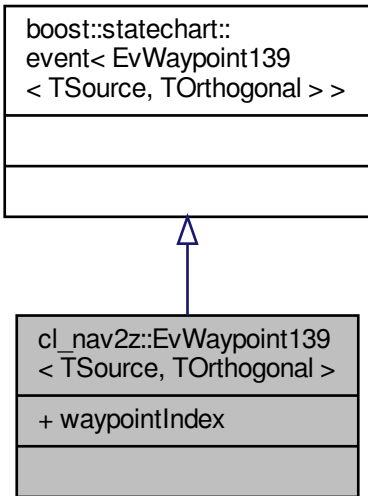 boost::statechart::
event< EvWaypoint139
< TSource, TOrthogonal > >
cl_nav2z::EvWaypoint139
< TSource, TOrthogonal >
+ waypointIndex